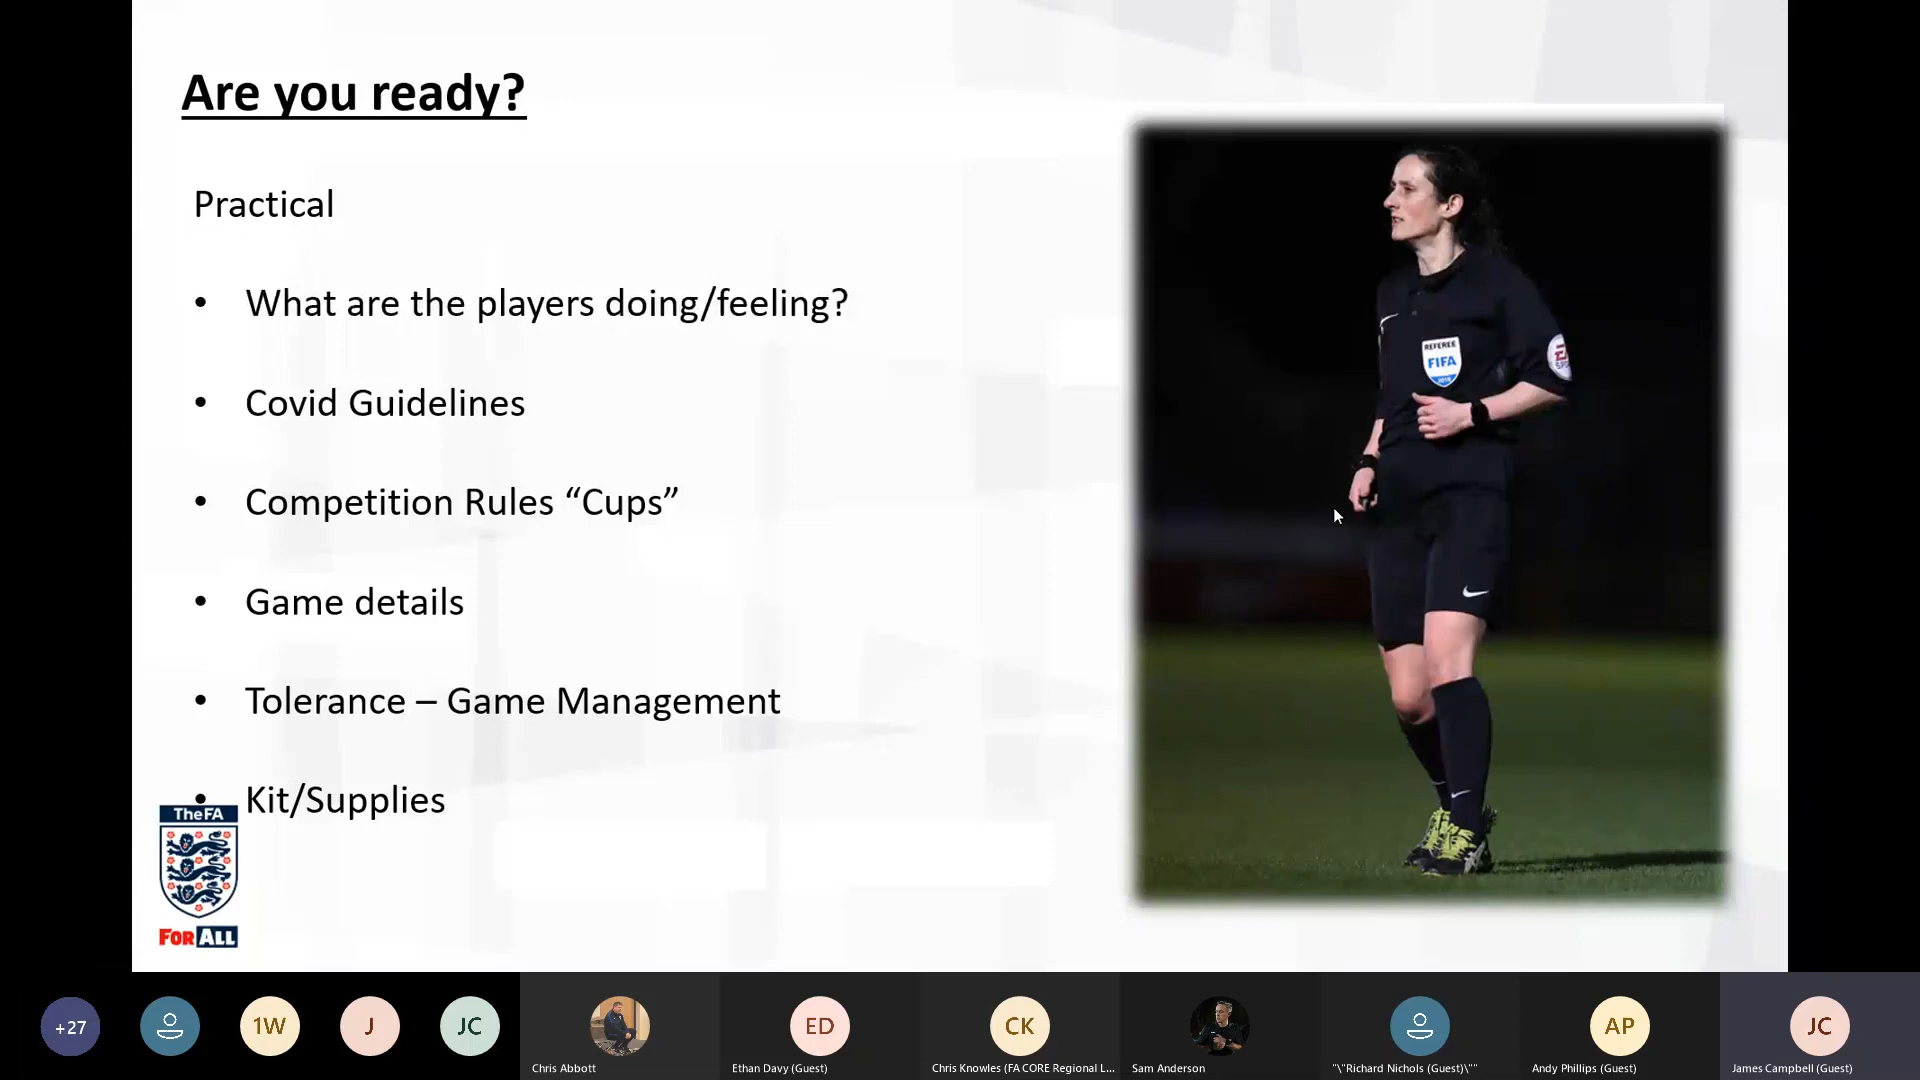 Are you ready?
Practical
• What are the players doing/feeling?
• Covid Guidelines
• Competition Rules “Cups”
• Game details
• Tolerance – Game Management
• Kit/Supplies
TheFA
FOR ALL
REFEREE
FIFA
+27
1W
J
JC
ED
CK
AP
JC
Chris Abbott
Ethan Davy (Guest)
Chris Knowles (FA CORE Regional L...
Sam Anderson
"\"Richard Nichols (Guest)\""
Andy Phillips (Guest)
James Campbell (Guest)